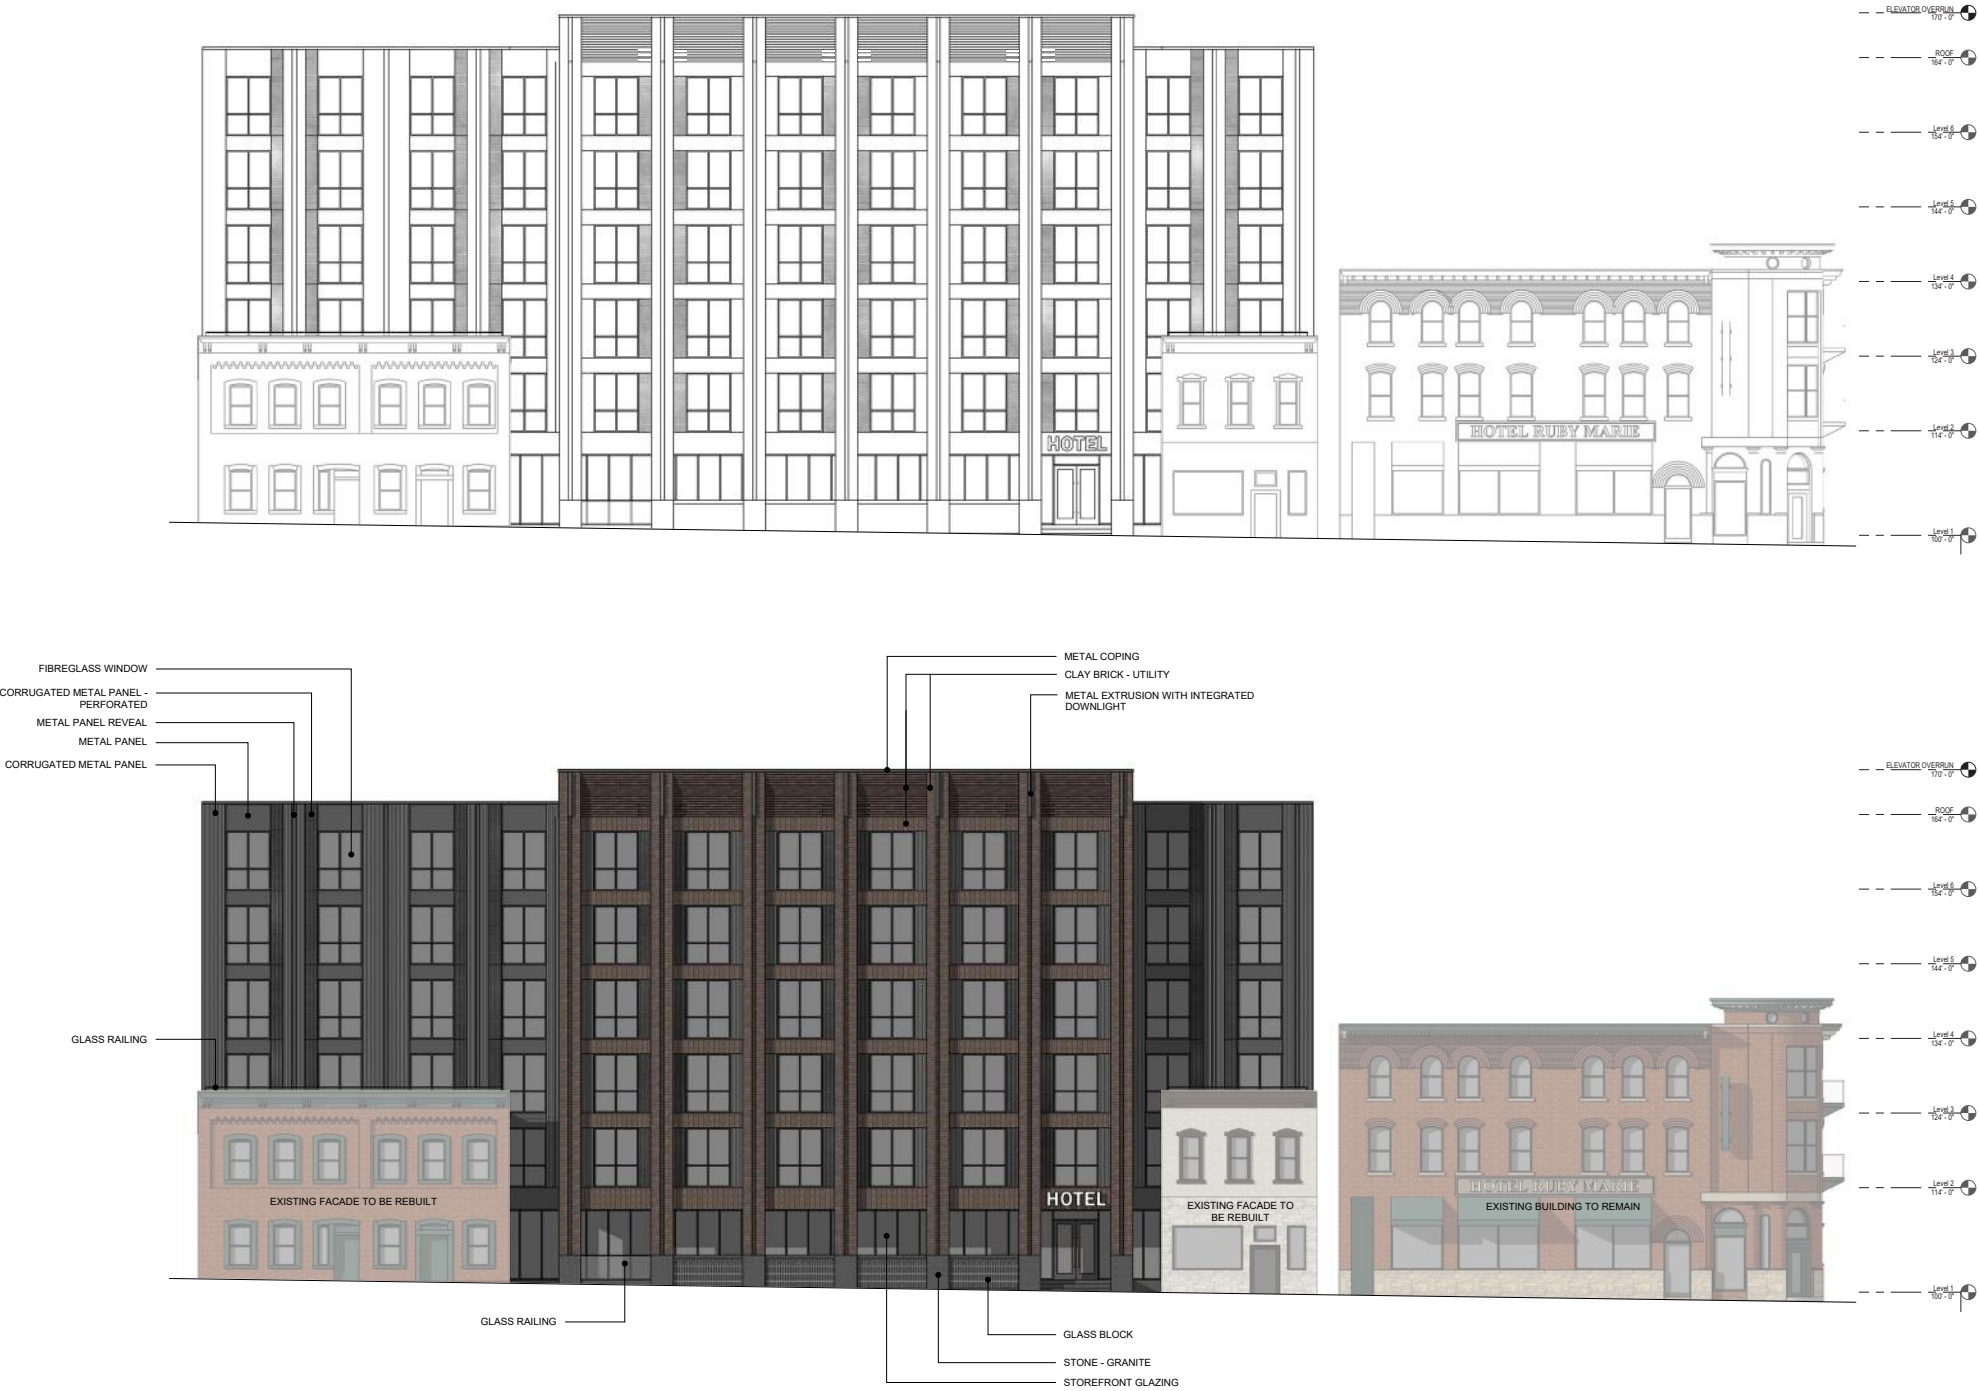 ELEVATOR OVERRUN
170' - 0"
ROOF
164' - 0"
Level 6
154' - 0"
Level 5
144' - 0"
Level 4
134' - 0"
Level 3
124' - 0"
HOTEL RUBY MARIE
Level 2
114' - 0"
HOTEL
Level 1
100' - 0"
FIBREGLASS WINDOW
CORRUGATED METAL PANEL -
PERFORATED
METAL PANEL REVEAL
METAL PANEL
CORRUGATED METAL PANEL
METAL COPING
CLAY BRICK - UTILITY
METAL EXTRUSION WITH INTEGRATED
DOWNLIGHT
ELEVATOR OVERRUN
170' - 0"
ROOF
164' - 0"
Level 6
154' - 0"
Level 5
144' - 0"
GLASS RAILING
Level 4
134' - 0"
Level 3
124' - 0"
HOTEL RUBY MARIE
Level 2
114' - 0"
EXISTING FACADE TO BE REBUILT
HOTEL
EXISTING FACADE TO
BE REBUILT
EXISTING BUILDING TO REMAIN
Level 1
100' - 0"
GLASS RAILING
GLASS BLOCK
STONE - GRANITE
STOREFRONT GLAZING